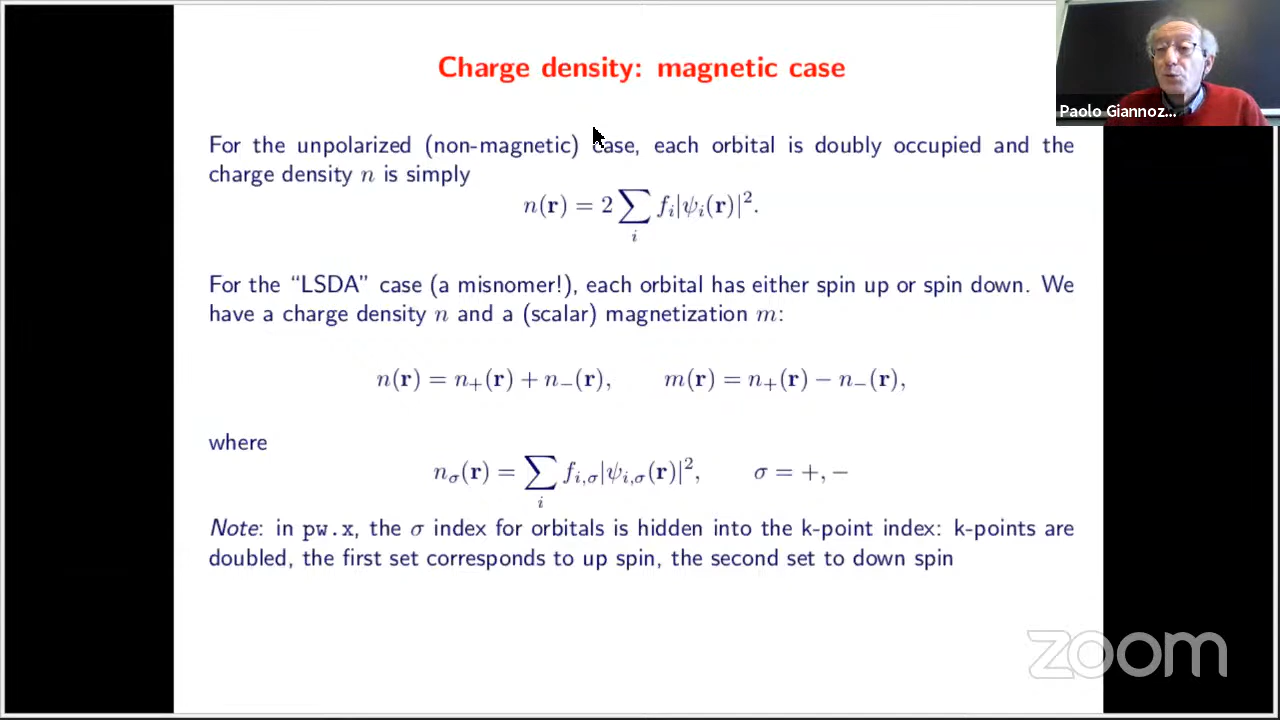 Charge density: magnetic case
Paolo Giannoz...
For the unpolarized (non-magnetic) case, each orbital is doubly occupied and the
charge density n is simply
n(r) = 2 ∑_i f_i|ψ_i(r)|².
For the “LSDA” case (a misnomer!), each orbital has either spin up or spin down. We
have a charge density n and a (scalar) magnetization m:
n(r) = n₊(r) + n₋(r), m(r) = n₊(r) − n₋(r),
where
n_σ(r) = ∑_i f_{i,σ}|ψ_{i,σ}(r)|², σ = +, −
Note: in pw.x, the σ index for orbitals is hidden into the k-point index: k-points are
doubled, the first set corresponds to up spin, the second set to down spin
zoom